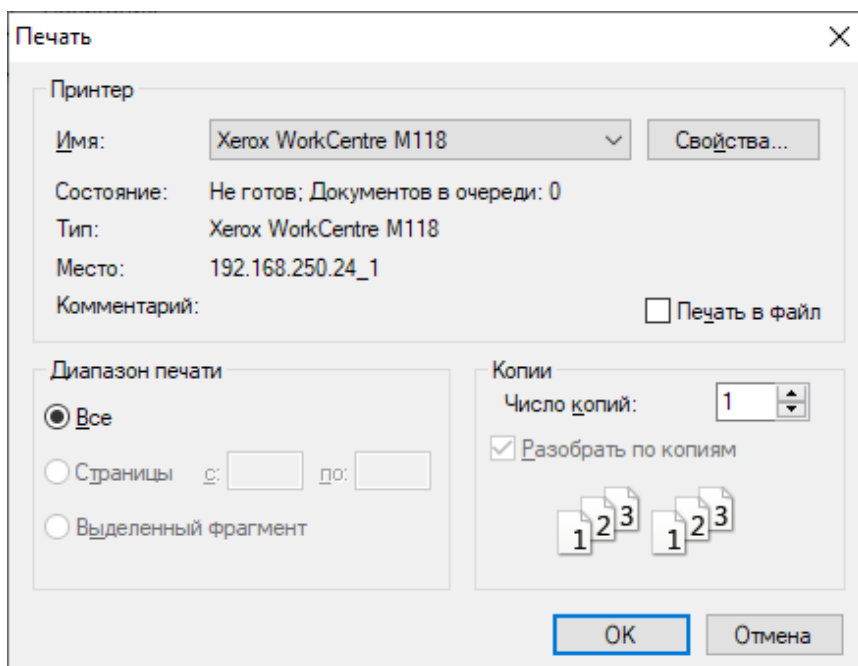 Печать
Принтер
Имя: Xerox WorkCentre M118 Свойства...
Состояние: Не готов; Документов в очереди: 0
Тип: Xerox WorkCentre M118
Место: 192.168.250.24_1
Комментарий:
Печать в файл
Диапазон печати
Все
Страницы с: по:
Выделенный фрагмент
Копии
Число копий: 1
Разобрать по копиям
1 2 3 1 2 3
OK Отмена